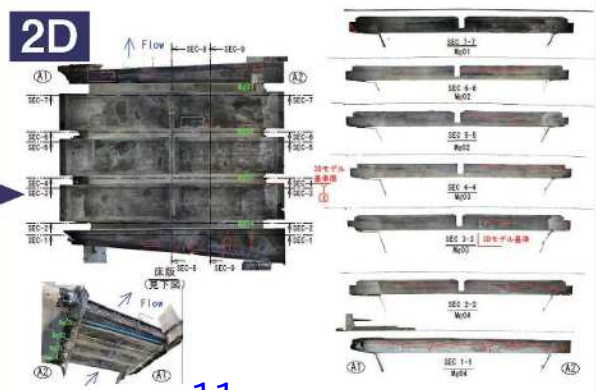 2D
Flow
SEC-8
SEC-9
A1
A2
Mg01
SEC-7
SEC-7
SEC-6
SEC-6
SEC-5
SEC-5
SEC-4
SEC-4
SEC-3
SEC-3
SEC-2
SEC-2
SEC-1
SEC-1
SEC-8
SEC-9
床版
(見下図)
3Dモデル
基準面
Flow
A2
A1
11
SEC 7-7
Mg01
SEC 6-6
Mg02
SEC 5-5
Mg02
SEC 4-4
Mg03
SEC 3-3
3Dモデル基準
Mg03
SEC 2-2
Mg04
A1
SEC 1-1
Mg04
A2